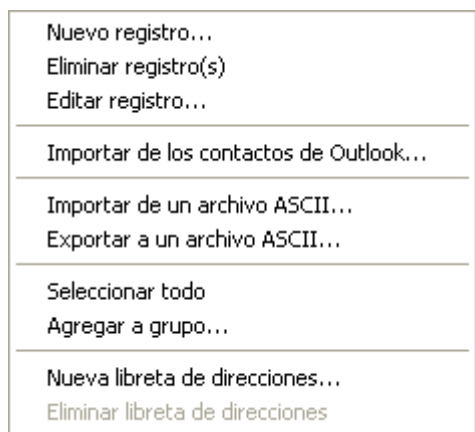 Nuevo registro...
Eliminar registro(s)
Editar registro...
Importar de los contactos de Outlook...
Importar de un archivo ASCII...
Exportar a un archivo ASCII...
Seleccionar todo
Agregar a grupo...
Nueva libreta de direcciones...
Eliminar libreta de direcciones